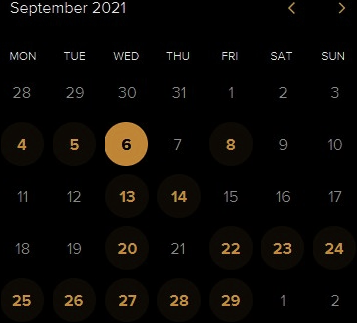 September 2021
MON TUE WED THU FRI SAT SUN
28 29 30 31 1 2 3
4 5 6 7 8 9 10
11 12 13 14 15 16 17
18 19 20 21 22 23 24
25 26 27 28 29 1 2